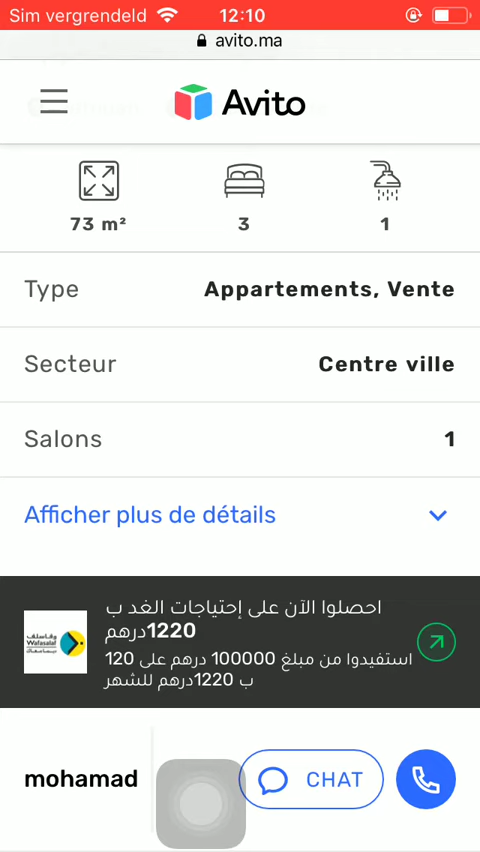 Sim vergrendeld 12:10
avito.ma
Avito
73 m² 3 1
Type Appartements, Vente
Secteur Centre ville
Salons 1
Afficher plus de détails
احصلوا الآن على إحتياجات الغد ب
1220درهم
استفيدوا من مبلغ 100000 درهم على 120
ب 1220درهم للشهر
وفاسلف
Wafasalaf
mohamad CHAT